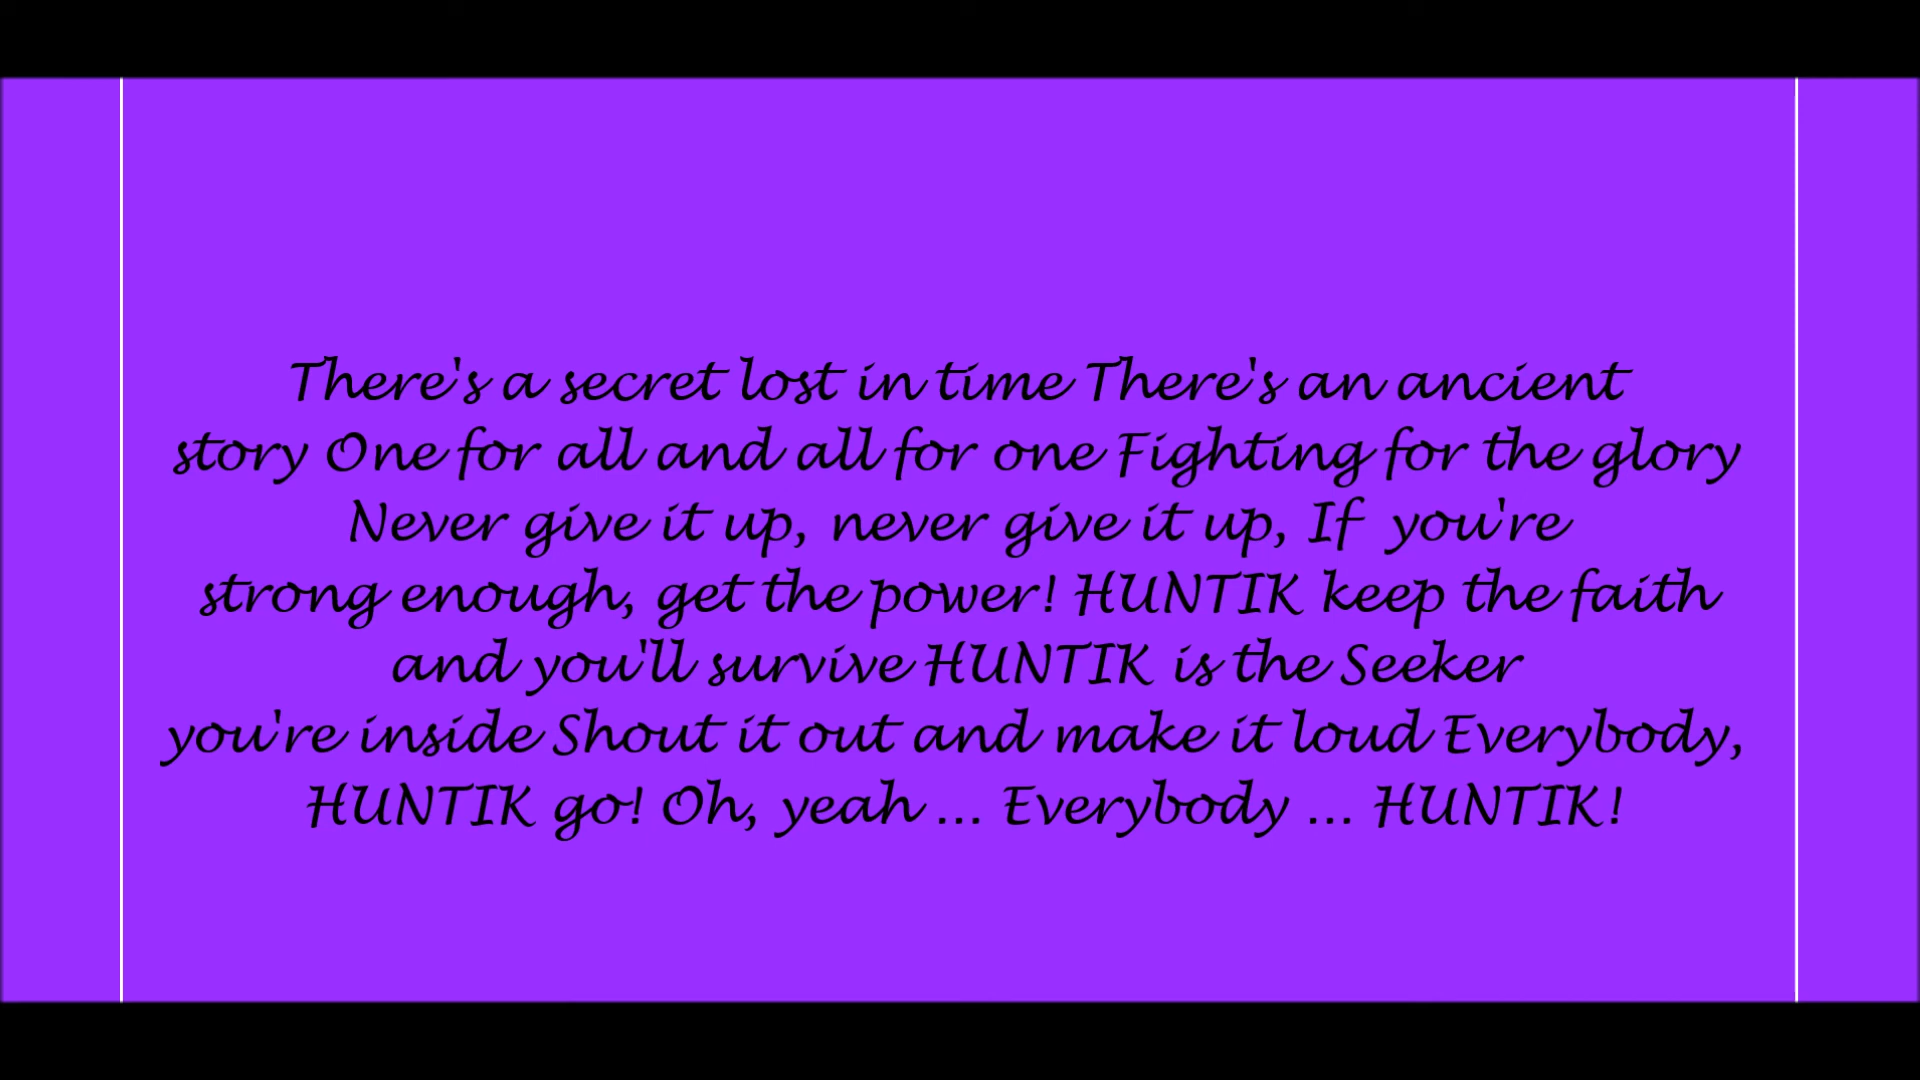 There's a secret lost in time There's an ancient
story One for all and all for one Fighting for the glory
Never give it up, never give it up, If you're
strong enough, get the power! HUNTIK keep the faith
and you'll survive HUNTIK is the Seeker
you're inside Shout it out and make it loud Everybody,
HUNTIK go! Oh, yeah ... Everybody ... HUNTIK!